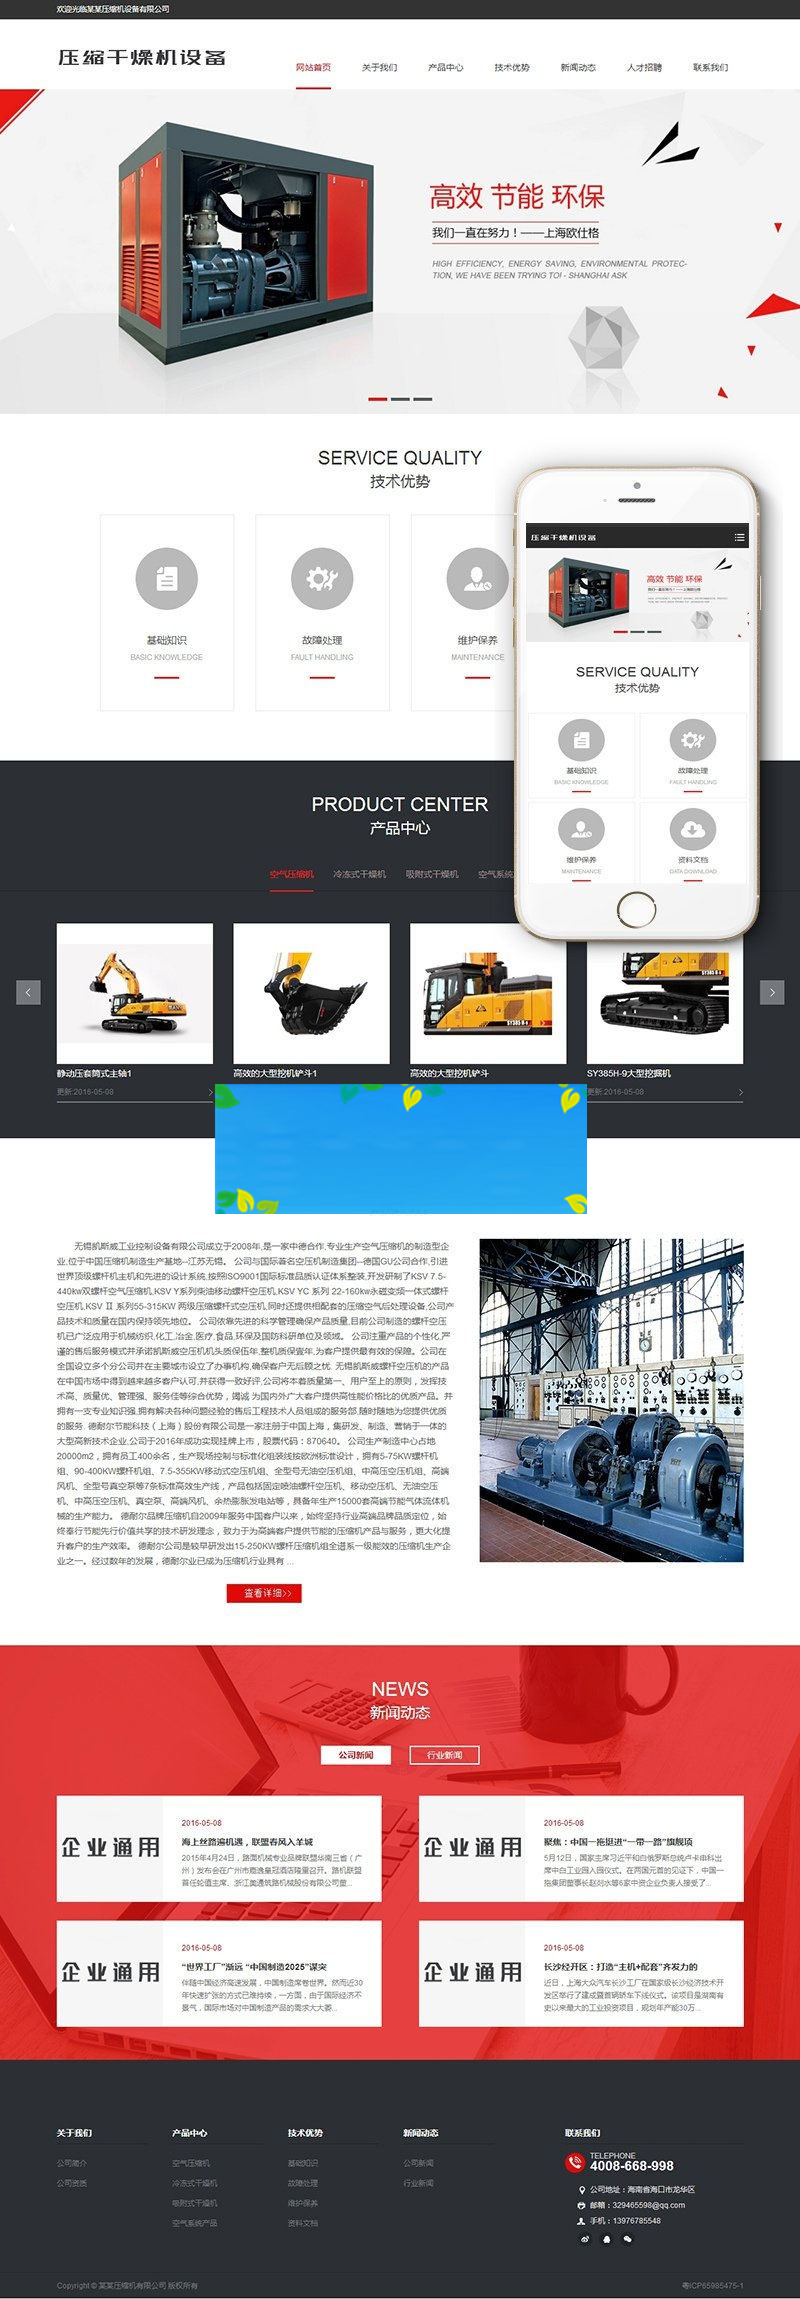 欢迎光临某某压缩机设备有限公司
压缩干燥机设备
网站首页 关于我们 产品中心 技术优势 新闻动态 人才招聘 联系我们
高效 节能 环保
我们一直在努力！——上海欧仕格
HIGH EFFICIENCY, ENERGY SAVING, ENVIRONMENTAL PROTEC-
TION, WE HAVE BEEN TRYING TO! - SHANGHAI ASK
SERVICE QUALITY
技术优势
基础知识
BASIC KNOWLEDGE
故障处理
FAULT HANDLING
维护保养
MAINTENANCE
压缩干燥机设备
高效 节能 环保
我们一直在努力！——上海欧仕格
SERVICE QUALITY
技术优势
基础知识
BASIC KNOWLEDGE
故障处理
FAULT HANDLING
维护保养
MAINTENANCE
资料文档
DATA DOWNLOAD
PRODUCT CENTER
产品中心
空气压缩机 冷冻式干燥机 吸附式干燥机 空气系统
静动压套筒式主轴1
更新:2016-05-08
高效的大型挖机铲斗1
高效的大型挖机铲斗
SY385H-9大型挖掘机
更新:2016-05-08
无锡凯斯威工业控制设备有限公司成立于2008年,是一家中德合作,专业生产空气压缩机的制造型企
业,位于中国压缩机制造生产基地--江苏无锡。 公司与国际著名空压机制造集团--德国GU公司合作,引进
世界顶级螺杆机主机和先进的设计系统,按照ISO9001国际标准品质认证体系整装,开发研制了KSV 7.5-
440kw双螺杆空气压缩机,KSV Y系列柴油移动螺杆空压机,KSV YC 系列 22-160kw永磁变频一体式螺杆
空压机,KSV Ⅱ 系列55-315KW 两级压缩螺杆式空压机,同时还提供相配套的压缩空气后处设备,公司产
品技术和质量在国内保持领先地位。 公司依靠先进的科学管理确保产品质量,目前公司制造的螺杆空压
机已广泛应用于机械纺织,化工,冶金,医疗,食品,环保及国防科研单位及领域。 公司注重产品的个性化,严
谨的售后服务模式并承诺凯斯威空压机机头质保伍年,整机质保壹年,为客户提供最有效的保障。公司在
全国设立多个分公司并在主要城市设立了办事机构,确保客户无后顾之忧. 无锡凯斯威螺杆空压机的产品
在中国市场中得到越来越多客户认可,并获得一致好评,公司将本着质量第一、用户至上的原则，发挥技
术高、质量优、管理强、服务佳等综合优势，竭诚 为国内外广大客户提供高性能价格比的优质产品。并
拥有一支专业知识强,拥有解决各种问题经验的售后工程技术人员组成的服务部,随时随地为您提供优质
的服务. 德耐尔节能科技（上海）股份有限公司是一家注册于中国上海，集研发、制造、营销于一体的
大型高新技术企业,公司于2016年成功实现挂牌上市，股票代码：870640。 公司生产制造中心占地
20000m2，拥有员工400余名，生产现场控制与标准化组装线按欧洲标准设计，拥有5-75KW螺杆机
组、90-400KW螺杆机组、7.5-355KW移动式空压机组、全型号无油空压机组、中高压空压机组、高端
风机、全型号真空泵等7条标准高效生产线，产品包括固定喷油螺杆空压机、移动空压机、无油空压
机、中高压空压机、真空泵、高端风机、余热膨胀发电站等，具备年生产15000套高端节能气体流体机
械的生产能力。 德耐尔品牌压缩机自2009年服务中国客户以来，始终坚持行业高端品牌品质定位，始
终奉行节能先行价值共享的技术研发理念，致力于为高端客户提供节能的压缩机产品与服务，更大化提
升客户的生产效率。 德耐尔公司是较早研发出15-250KW螺杆压缩机组全谱系一级能效的压缩机生产企
业之一。经过数年的发展，德耐尔业已成为压缩机行业具有 ...
查看详细>>
NEWS
新闻动态
公司新闻 行业新闻
企业通用
2016-05-08
海上丝路遍机遇，联盟春风入羊城
2015年4月24日，路面机械专业品牌联盟华南三省（广
州）发布会在广州市嘉逸皇冠酒店隆重召开。路机联盟
首任轮值主席、浙江美通筑路机械股份有限公司董...
企业通用
2016-05-08
聚焦：中国一拖挺进“一带一路”旗舰项
5月12日，国家主席习近平和白俄罗斯总统卢卡申科出
席中白工业园入园仪式。在两国元首的见证下，中国一
拖集团董事长赵剡水等6家中资企业负责人接受了...
企业通用
2016-05-08
“世界工厂”渐远 “中国制造2025”谋突
伴随中国经济高速发展，中国制造席卷世界。然而近30
年快速扩张的方式已难持续，一方面，由于国际经济不
景气，国际市场对中国制造产品的需求大大萎...
企业通用
2016-05-08
长沙经开区：打造“主机+配套”齐发力的
近日，上海大众汽车长沙工厂在国家级长沙经济技术开
发区举行了建成暨首辆轿车下线仪式。该项目是湖南有
史以来最大的工业投资项目，规划年产能30万...
关于我们 产品中心 技术优势 新闻动态 联系我们
公司简介 空气压缩机 基础知识 公司新闻
公司资质 冷冻式干燥机 故障处理 行业新闻
吸附式干燥机 维护保养
空气系统产品 资料文档
TELEPHONE
4008-668-998
公司地址：海南省海口市龙华区
邮箱：329465598@qq.com
手机：13976785548
Copyright © 某某压缩机有限公司 版权所有 粤ICP65985475-1